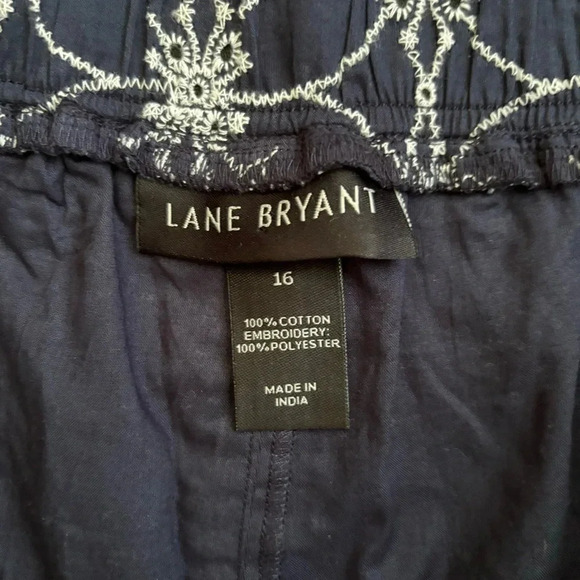 LANE BRYANT
16
100% COTTON
EMBROIDERY:
100% POLYESTER
MADE IN
INDIA